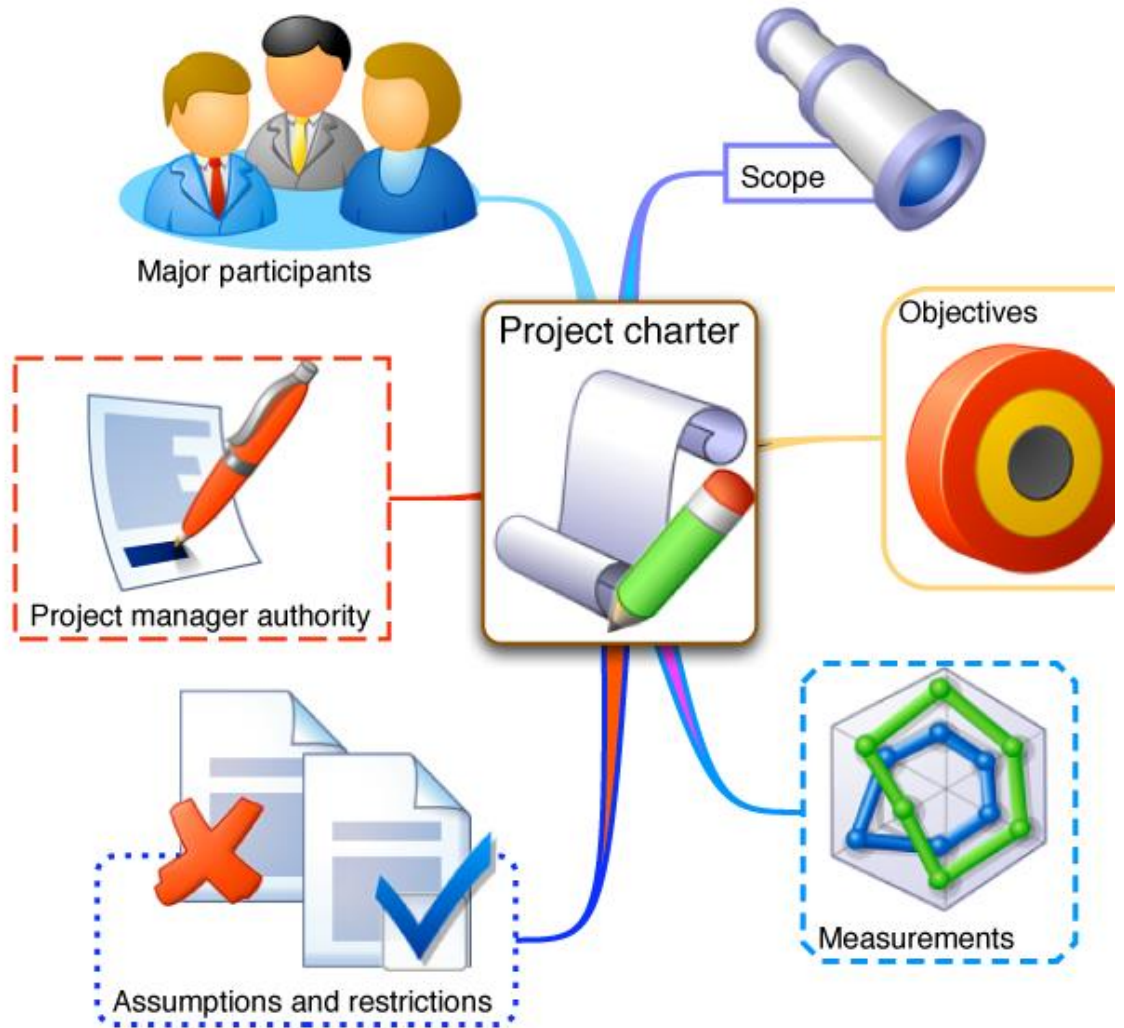 Scope
Major participants
Project charter
Objectives
Project manager authority
Measurements
Assumptions and restrictions